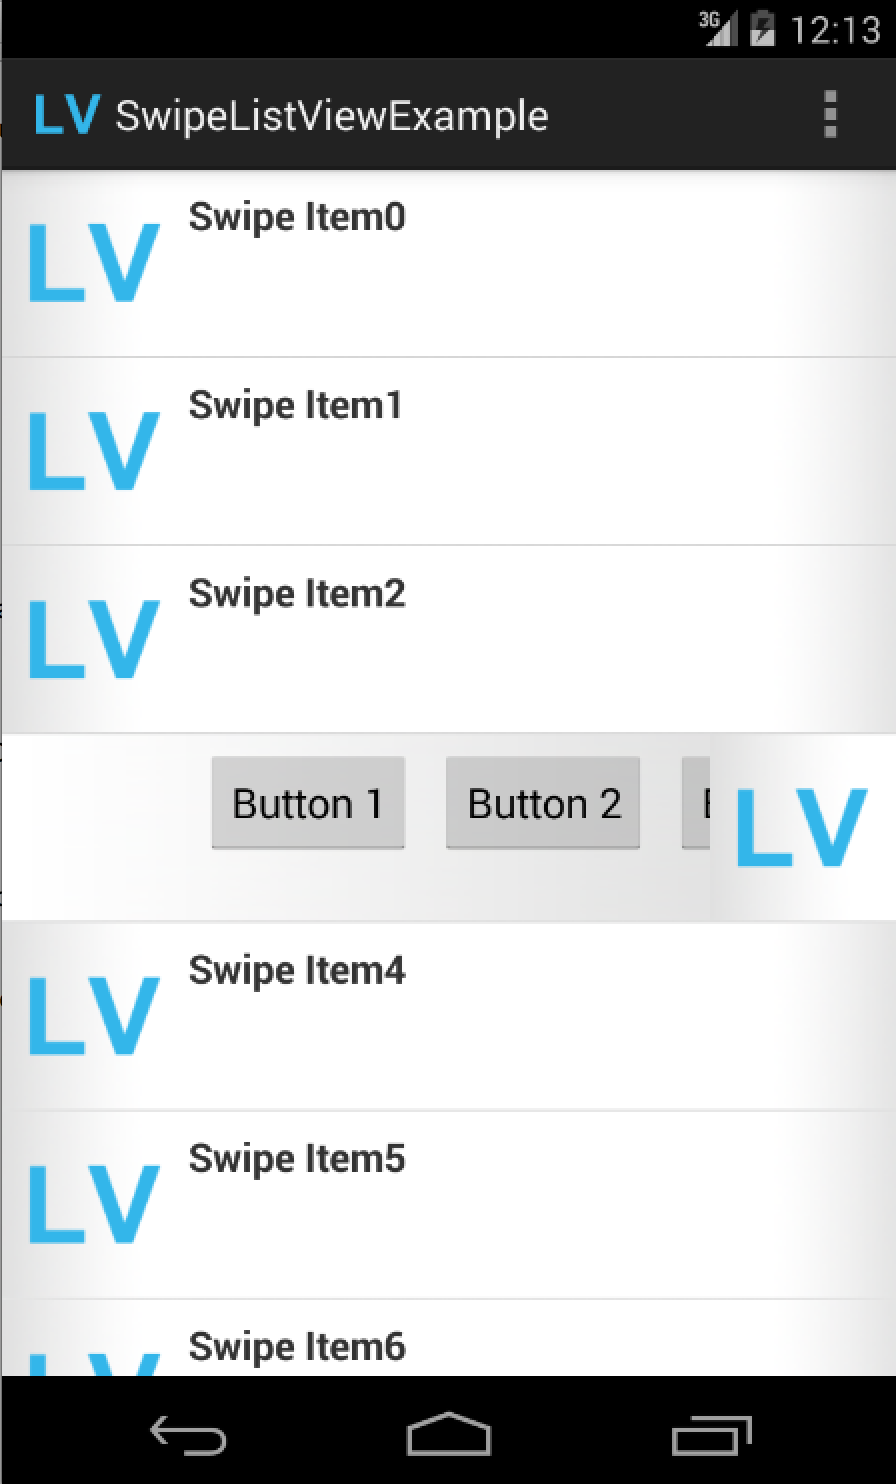 3G 12:13
LV SwipeListViewExample
Swipe Item0
LV
Swipe Item1
LV
Swipe Item2
LV
Button 1 Button 2
LV
Swipe Item4
LV
Swipe Item5
LV
Swipe Item6